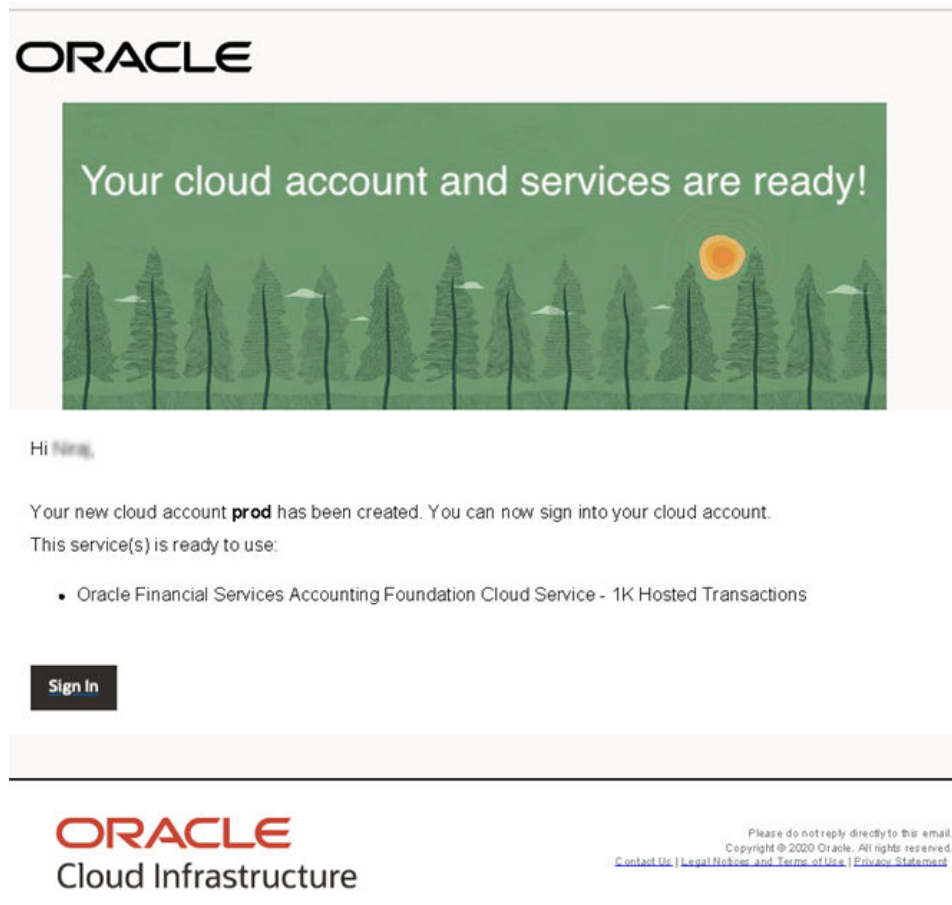 ORACLE
Your cloud account and services are ready!
Hi
Your new cloud account prod has been created. You can now sign into your cloud account.
This service(s) is ready to use:
• Oracle Financial Services Accounting Foundation Cloud Service - 1K Hosted Transactions
Sign In
ORACLE
Cloud Infrastructure
Please do not reply directly to this email.
Copyright © 2020 Oracle. All rights reserved.
Contact Us | Legal Notices and Terms of Use | Privacy Statement